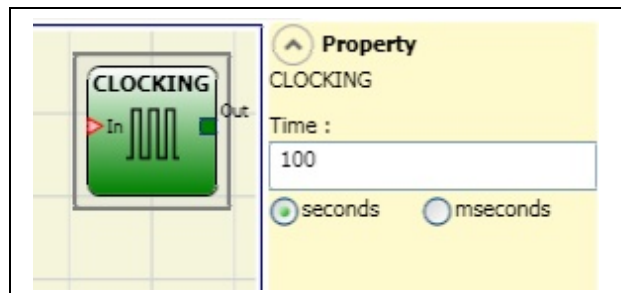 CLOCKING
In
Out
Property
CLOCKING
Time :
100
seconds mseconds